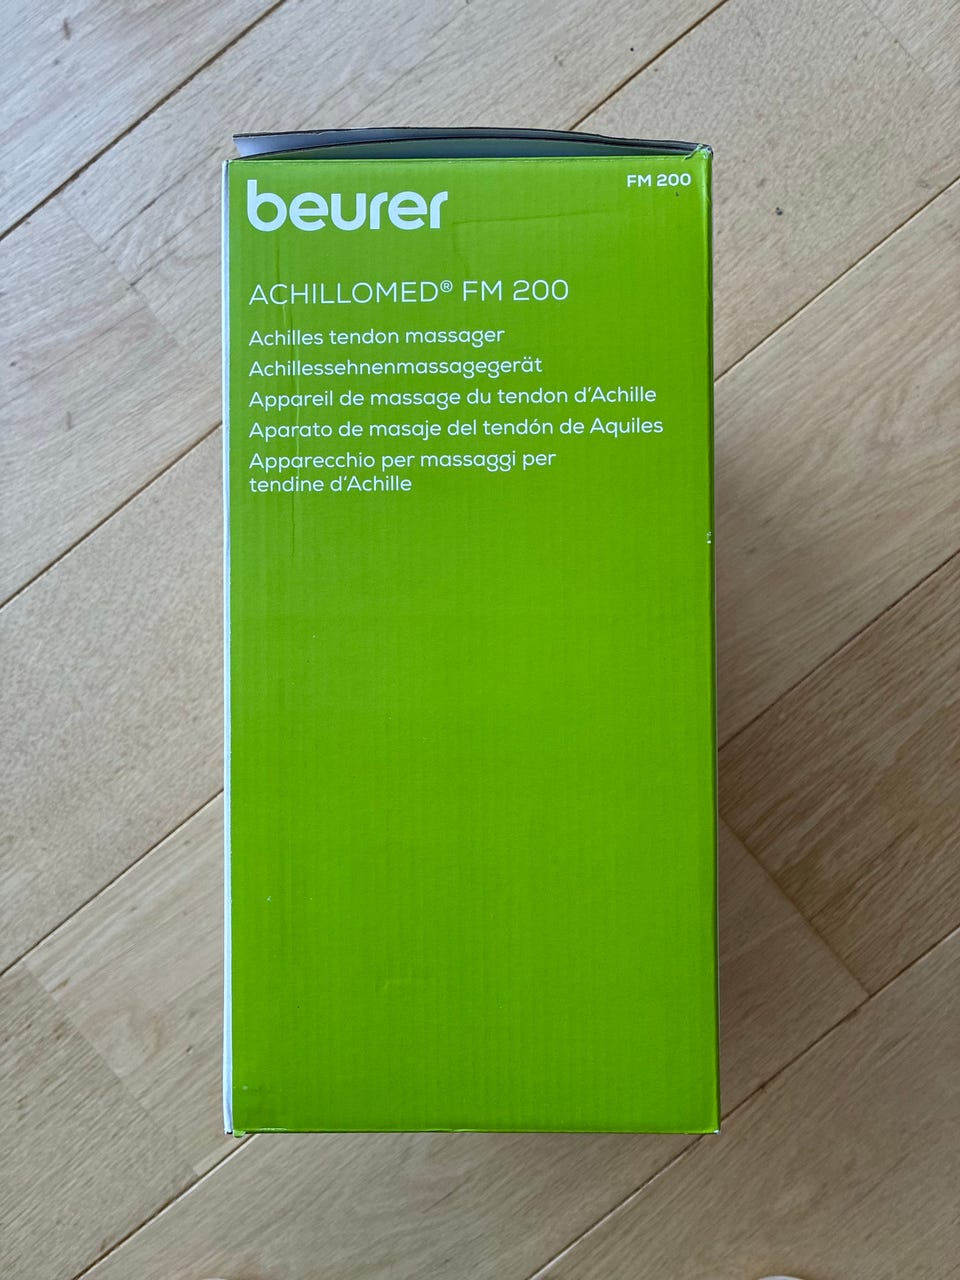 beurer
FM 200
ACHILLOMED® FM 200
Achilles tendon massager
Achillessehnenmassagegerät
Appareil de massage du tendon d'Achille
Aparato de masaje del tendón de Aquiles
Apparecchio per massaggi per
tendine d'Achille